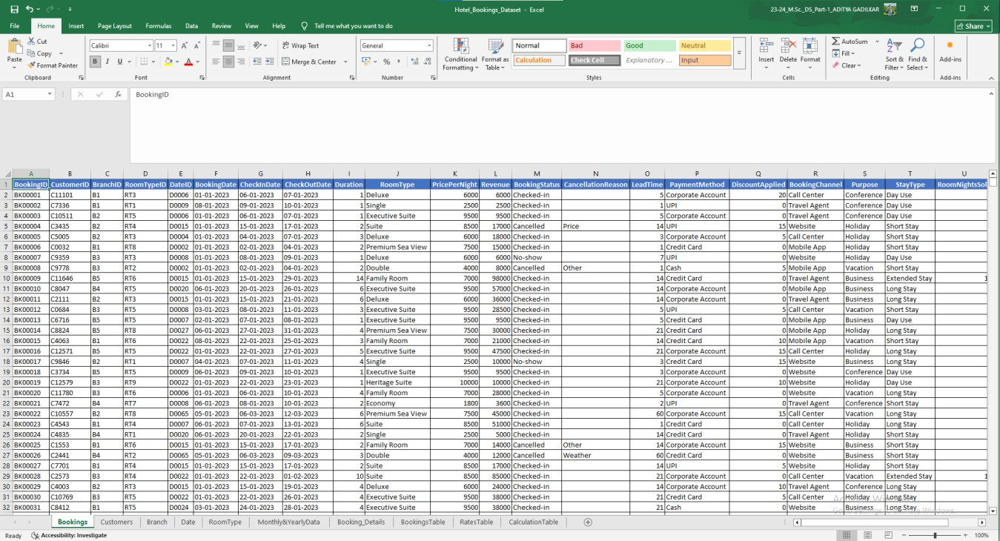 Hotel_Bookings_Dataset - Excel
23-24_M.Sc._DS_Part-1_ADITYA GADILKAR
File Home Insert Page Layout Formulas Data Review View Help Tell me what you want to do Share
Paste Cut Copy Format Painter Clipboard
Calibri 11 A A B I U A Font
Wrap Text Merge & Center Alignment
General % , Number
Conditional Formatting Format as Table
Normal Bad Good Neutral
Calculation Check Cell Explanatory ... Input
Styles
Insert Delete Format Cells
AutoSum Fill Clear Sort & Filter Find & Select Editing
Add-ins Add-ins
A1 fx BookingID
A B C D E F G H I J K L M N O P Q R S T U
1 BookingID CustomerID BranchID RoomTypeID DateID BookingDate CheckInDate CheckOutDate Duration RoomType PricePerNight Revenue BookingStatus CancellationReason LeadTime PaymentMethod DiscountApplied BookingChannel Purpose StayType RoomNightsSol
2 BK00001 C11101 B1 RT3 D0006 01-01-2023 06-01-2023 07-01-2023 1 Deluxe 6000 6000 Checked-in 5 Corporate Account 20 Call Center Conference Day Use
3 BK00002 C7336 B1 RT1 D0009 08-01-2023 09-01-2023 10-01-2023 1 Single 2500 2500 Checked-in 1 UPI 0 Travel Agent Conference Day Use
4 BK00003 C10511 B2 RT5 D0006 01-01-2023 06-01-2023 07-01-2023 1 Executive Suite 9500 9500 Checked-in 5 Corporate Account 0 Travel Agent Conference Day Use
5 BK00004 C3435 B2 RT4 D0015 01-01-2023 15-01-2023 17-01-2023 2 Suite 8500 17000 Cancelled Price 14 UPI 15 Website Holiday Short Stay
6 BK00005 C5005 B2 RT3 D0004 01-01-2023 04-01-2023 07-01-2023 3 Deluxe 6000 18000 Checked-in 3 Corporate Account 5 Call Center Holiday Short Stay
7 BK00006 C0032 B1 RT8 D0002 01-01-2023 02-01-2023 04-01-2023 2 Premium Sea View 7500 15000 Checked-in 1 Credit Card 0 Mobile App Holiday Short Stay
8 BK00007 C9359 B3 RT3 D0008 01-01-2023 08-01-2023 09-01-2023 1 Deluxe 6000 6000 No-show 7 UPI 0 Website Holiday Day Use
9 BK00008 C9778 B3 RT2 D0002 01-01-2023 02-01-2023 04-01-2023 2 Double 4000 8000 Cancelled Other 1 Cash 5 Mobile App Vacation Short Stay
10 BK00009 C11646 B5 RT6 D0015 01-01-2023 15-01-2023 29-01-2023 14 Family Room 7000 98000 Checked-in 14 Credit Card 0 Travel Agent Business Extended Stay 1
11 BK00010 C8047 B4 RT5 D0020 06-01-2023 20-01-2023 26-01-2023 6 Executive Suite 9500 57000 Checked-in 14 Corporate Account 0 Mobile App Business Long Stay
12 BK00011 C2111 B2 RT3 D0015 01-01-2023 15-01-2023 21-01-2023 6 Deluxe 6000 36000 Checked-in 14 Corporate Account 0 Travel Agent Business Long Stay
13 BK00012 C0684 B3 RT5 D0008 03-01-2023 08-01-2023 11-01-2023 3 Executive Suite 9500 28500 Checked-in 5 UPI 5 Call Center Vacation Short Stay
14 BK00013 C6716 B5 RT5 D0007 02-01-2023 07-01-2023 08-01-2023 1 Executive Suite 9500 9500 Checked-in 5 Credit Card 0 Mobile App Business Day Use
15 BK00014 C8824 B5 RT8 D0027 06-01-2023 27-01-2023 31-01-2023 4 Premium Sea View 7500 30000 Checked-in 21 Credit Card 0 Mobile App Holiday Long Stay
16 BK00015 C4063 B1 RT6 D0022 08-01-2023 22-01-2023 25-01-2023 3 Family Room 7000 21000 Checked-in 14 Credit Card 10 Mobile App Vacation Short Stay
17 BK00016 C12571 B5 RT5 D0022 01-01-2023 22-01-2023 27-01-2023 5 Executive Suite 9500 47500 Checked-in 21 Corporate Account 15 Call Center Holiday Long Stay
18 BK00017 C9846 B2 RT1 D0007 04-01-2023 07-01-2023 11-01-2023 4 Single 2500 10000 No-show 3 Credit Card 15 Website Business Long Stay
19 BK00018 C3734 B5 RT5 D0009 06-01-2023 09-01-2023 10-01-2023 1 Executive Suite 9500 9500 Checked-in 3 Corporate Account 0 Website Conference Day Use
20 BK00019 C12579 B3 RT9 D0022 01-01-2023 22-01-2023 23-01-2023 1 Heritage Suite 10000 10000 Checked-in 21 Corporate Account 10 Website Holiday Day Use
21 BK00020 C11780 B3 RT6 D0006 01-01-2023 06-01-2023 10-01-2023 4 Family Room 7000 28000 Checked-in 5 Corporate Account 0 Website Vacation Long Stay
22 BK00021 C7472 B4 RT7 D0008 06-01-2023 08-01-2023 10-01-2023 2 Economy 1800 3600 Checked-in 2 UPI 0 Travel Agent Conference Short Stay
23 BK00022 C10557 B2 RT8 D0065 05-01-2023 06-03-2023 12-03-2023 6 Premium Sea View 7500 45000 Checked-in 60 Corporate Account 15 Call Center Vacation Long Stay
24 BK00023 C4543 B1 RT4 D0007 06-01-2023 07-01-2023 13-01-2023 6 Suite 8500 51000 Checked-in 1 Credit Card 0 Call Center Holiday Long Stay
25 BK00024 C4835 B4 RT1 D0020 06-01-2023 20-01-2023 22-01-2023 2 Single 2500 5000 Checked-in 14 Credit Card 0 Travel Agent Holiday Short Stay
26 BK00025 C1553 B1 RT6 D0015 01-01-2023 15-01-2023 17-01-2023 2 Family Room 7000 14000 Cancelled Other 14 Corporate Account 15 Website Business Short Stay
27 BK00026 C2441 B4 RT2 D0065 05-01-2023 06-03-2023 09-03-2023 3 Double 4000 12000 Cancelled Weather 60 Credit Card 0 Website Business Short Stay
28 BK00027 C7701 B1 RT4 D0015 01-01-2023 15-01-2023 17-01-2023 2 Suite 8500 17000 Checked-in 14 UPI 5 Website Holiday Short Stay
29 BK00028 C2573 B3 RT4 D0022 01-01-2023 22-01-2023 01-02-2023 10 Suite 8500 85000 Checked-in 21 Corporate Account 0 Call Center Vacation Extended Stay 1
30 BK00029 C4003 B2 RT3 D0015 01-01-2023 15-01-2023 19-01-2023 4 Deluxe 6000 24000 Checked-in 14 Corporate Account 10 Travel Agent Conference Long Stay
31 BK00030 C10769 B3 RT5 D0022 01-01-2023 22-01-2023 26-01-2023 4 Executive Suite 9500 38000 Checked-in 21 Credit Card 5 Call Center Holiday Long Stay
32 BK00031 C8412 B1 RT5 D0024 03-01-2023 24-01-2023 28-01-2023 4 Executive Suite 9500 38000 Checked-in 21 Cash 0 Website Business Long Stay
Bookings Customers Branch Date RoomType Monthly&YearlyData Booking_Details BookingsTable RatesTable CalculationTable
Ready Accessibility: Investigate 100%